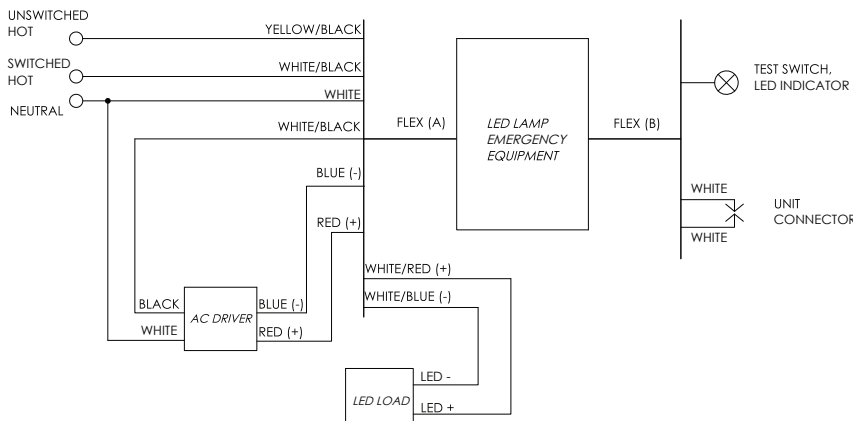 UNSWITCHED
HOT
YELLOW/BLACK
SWITCHED
HOT
WHITE/BLACK
NEUTRAL
WHITE
WHITE/BLACK
FLEX (A)
LED LAMP
EMERGENCY
EQUIPMENT
FLEX (B)
TEST SWITCH,
LED INDICATOR
BLUE (-)
RED (+)
WHITE
UNIT
CONNECTOR
WHITE
WHITE/RED (+)
WHITE/BLUE (-)
BLACK
WHITE
AC DRIVER
BLUE (-)
RED (+)
LED LOAD
LED -
LED +